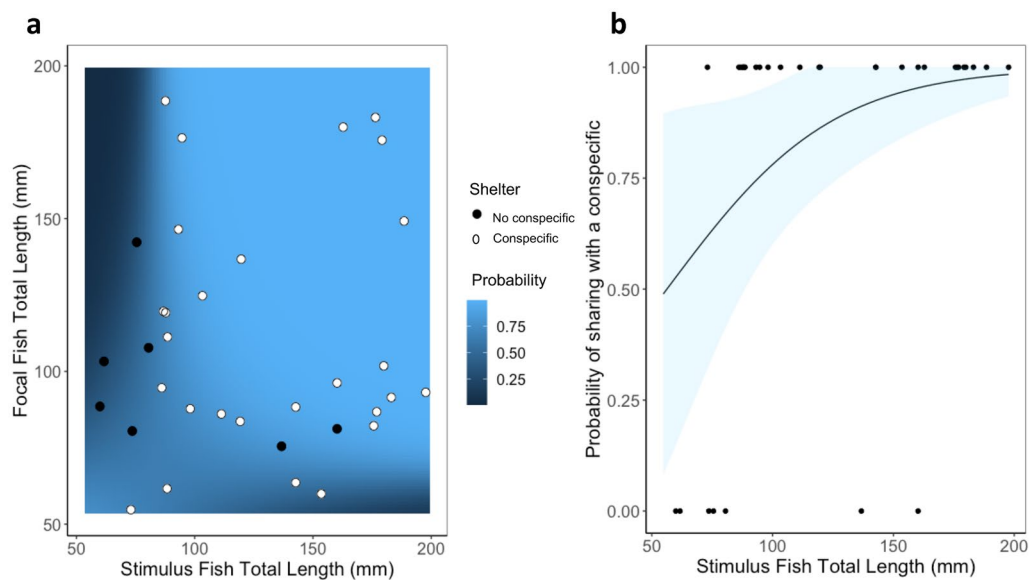 a
200
150
100
50
50
100
150
200
Focal Fish Total Length (mm)
Stimulus Fish Total Length (mm)
Shelter
No conspecific
Conspecific
Probability
0.75
0.50
0.25
b
1.00
0.75
0.50
0.25
0.00
50
100
150
200
Probability of sharing with a conspecific
Stimulus Fish Total Length (mm)